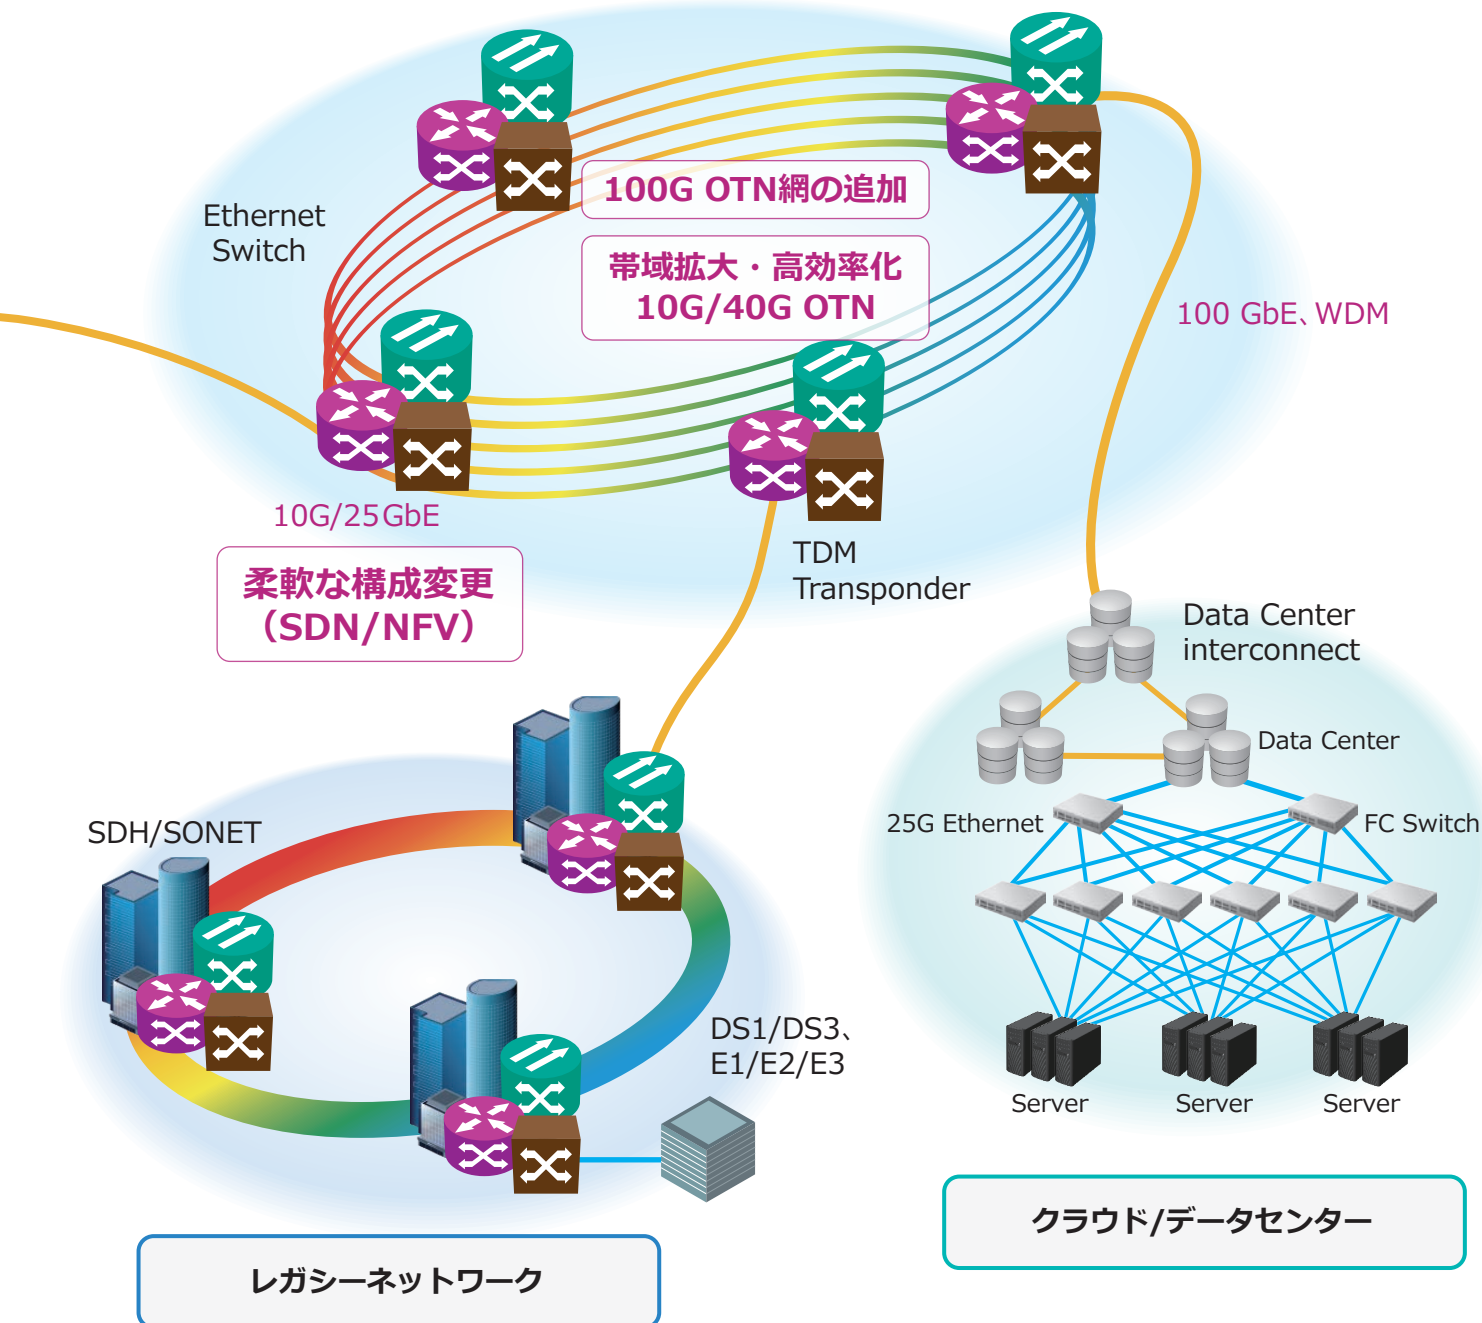 Ethernet
Switch
100G OTN網の追加
帯域拡大・高効率化
10G/40G OTN
100 GbE、WDM
10G/25GbE
柔軟な構成変更
（SDN/NFV）
TDM
Transponder
Data Center
interconnect
Data Center
25G Ethernet
FC Switch
SDH/SONET
DS1/DS3、
E1/E2/E3
Server
Server
Server
クラウド/データセンター
レガシーネットワーク